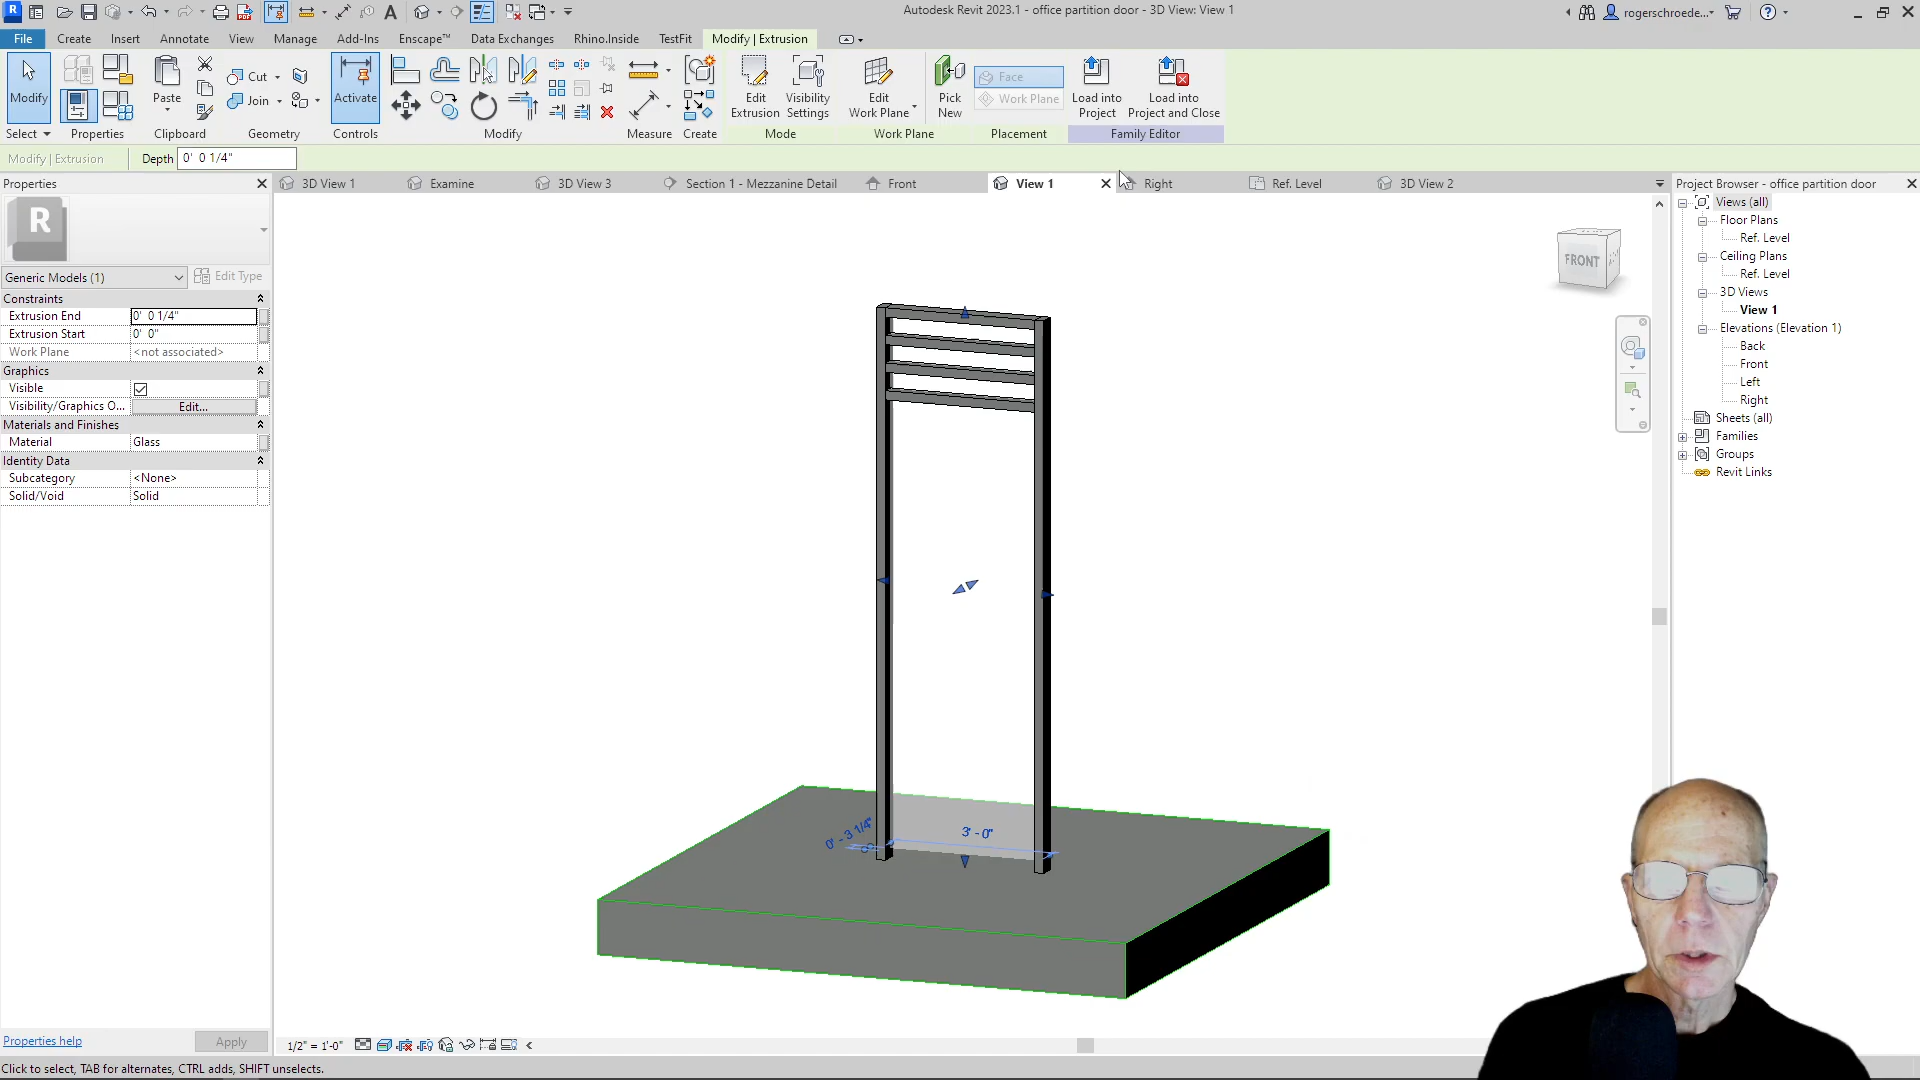 Autodesk Revit 2023.1 - office partition door - 3D View: View 1
rogerschroede...
File
Create
Insert
Annotate
View
Manage
Add-Ins
Enscape™
Data Exchanges
Rhino.Inside
TestFit
Modify | Extrusion
Modify
Paste
Cut
Join
Activate
Edit
Extrusion
Visibility
Settings
Edit
Work Plane
Pick
New
Face
Work Plane
Load into
Project
Load into
Project and Close
Select
Properties
Clipboard
Geometry
Controls
Modify
Measure
Create
Mode
Work Plane
Placement
Family Editor
Modify | Extrusion
Depth
0' 0 1/4"
Properties
3D View 1
Examine
3D View 3
Section 1 - Mezzanine Detail
Front
View 1
Right
Ref. Level
3D View 2
Project Browser - office partition door
R
Generic Models (1)
Edit Type
Constraints
Extrusion End 0' 0 1/4"
Extrusion Start 0' 0"
Work Plane <not associated>
Graphics
Visible
Visibility/Graphics O... Edit...
Materials and Finishes
Material Glass
Identity Data
Subcategory <None>
Solid/Void Solid
FRONT
0' - 3 1/4"
3' - 0"
Views (all)
Floor Plans
Ref. Level
Ceiling Plans
Ref. Level
3D Views
View 1
Elevations (Elevation 1)
Back
Front
Left
Right
Sheets (all)
Families
Groups
Revit Links
Properties help
Apply
1/2" = 1'-0"
Click to select, TAB for alternates, CTRL adds, SHIFT unselects.